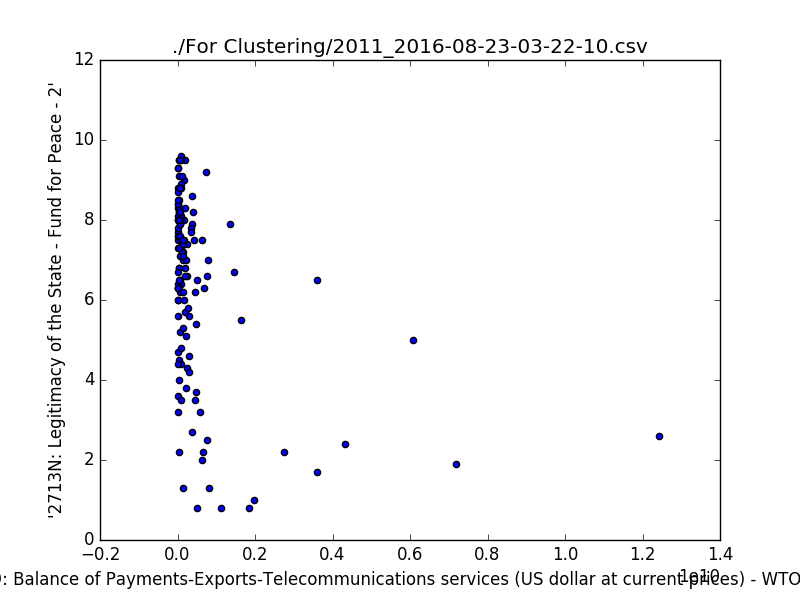 ./For Clustering/2011_2016-08-23-03-22-10.csv
'2713N: Legitimacy of the State - Fund for Peace - 2'
12
10
8
6
4
2
0
−0.2 0.0 0.2 0.4 0.6 0.8 1.0 1.2 1.4
1e10
: Balance of Payments-Exports-Telecommunications services (US dollar at current prices) - WTO